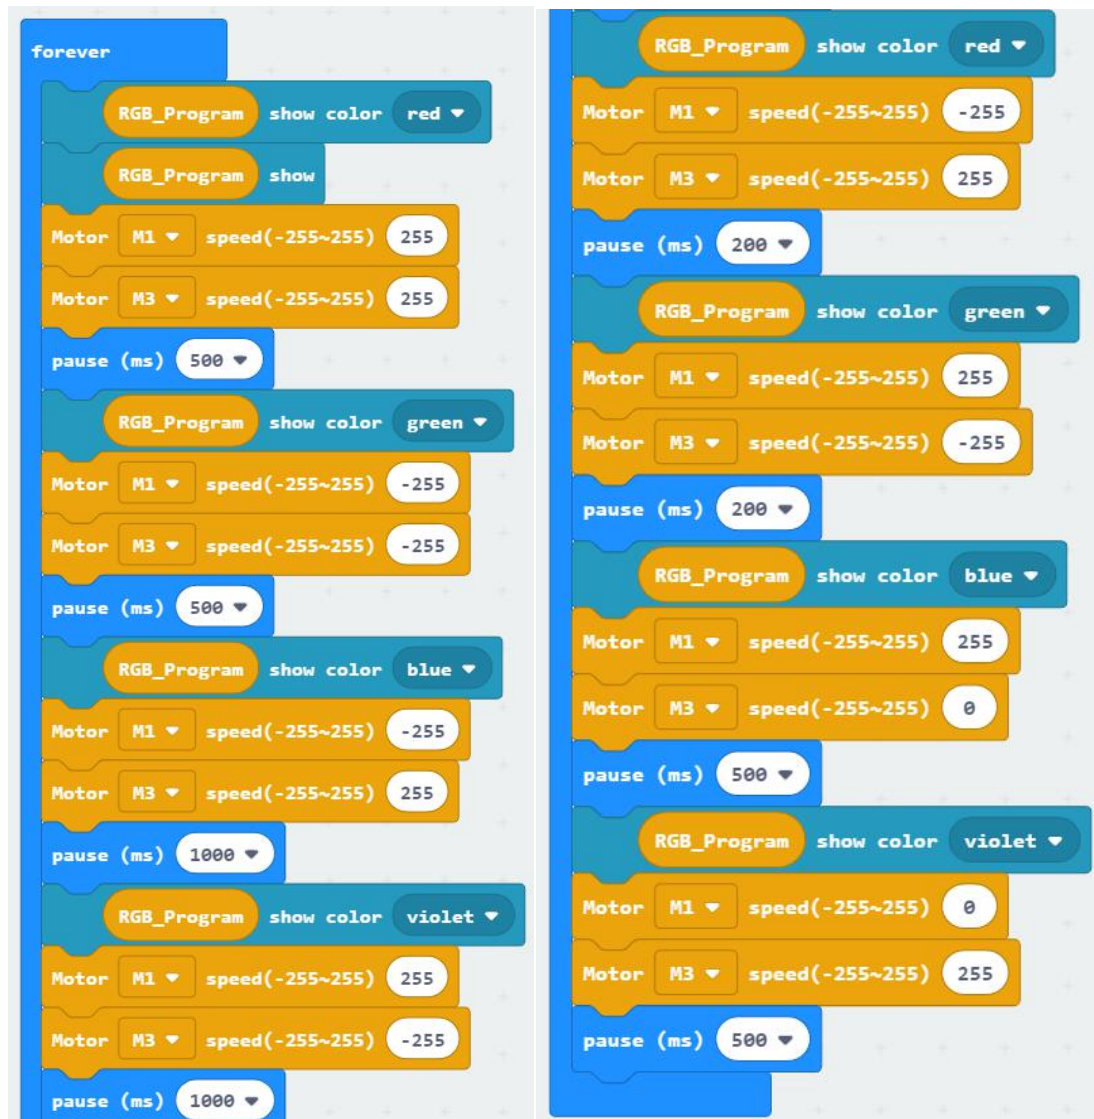 forever
RGB_Program show color red
RGB_Program show
Motor M1 speed(-255~255) 255
Motor M3 speed(-255~255) 255
pause (ms) 500
RGB_Program show color green
Motor M1 speed(-255~255) -255
Motor M3 speed(-255~255) -255
pause (ms) 500
RGB_Program show color blue
Motor M1 speed(-255~255) -255
Motor M3 speed(-255~255) 255
pause (ms) 1000
RGB_Program show color violet
Motor M1 speed(-255~255) 255
Motor M3 speed(-255~255) -255
pause (ms) 1000
RGB_Program show color red
Motor M1 speed(-255~255) -255
Motor M3 speed(-255~255) 255
pause (ms) 200
RGB_Program show color green
Motor M1 speed(-255~255) 255
Motor M3 speed(-255~255) -255
pause (ms) 200
RGB_Program show color blue
Motor M1 speed(-255~255) 255
Motor M3 speed(-255~255) 0
pause (ms) 500
RGB_Program show color violet
Motor M1 speed(-255~255) 0
Motor M3 speed(-255~255) 255
pause (ms) 500